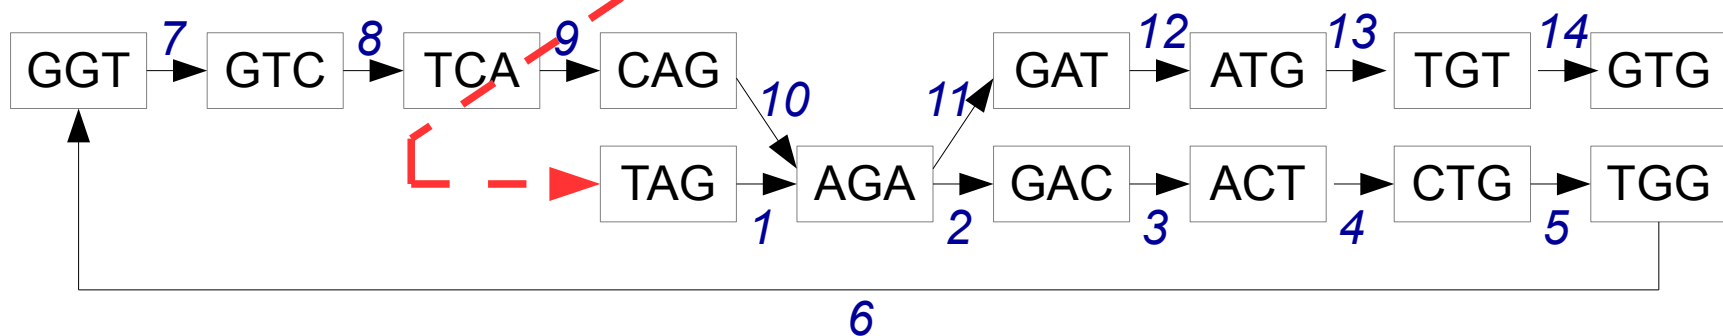 7 8 9 12 13 14
GGT GTC TCA CAG GAT ATG TGT GTG
10 11
TAG AGA GAC ACT CTG TGG
1 2 3 4 5
6